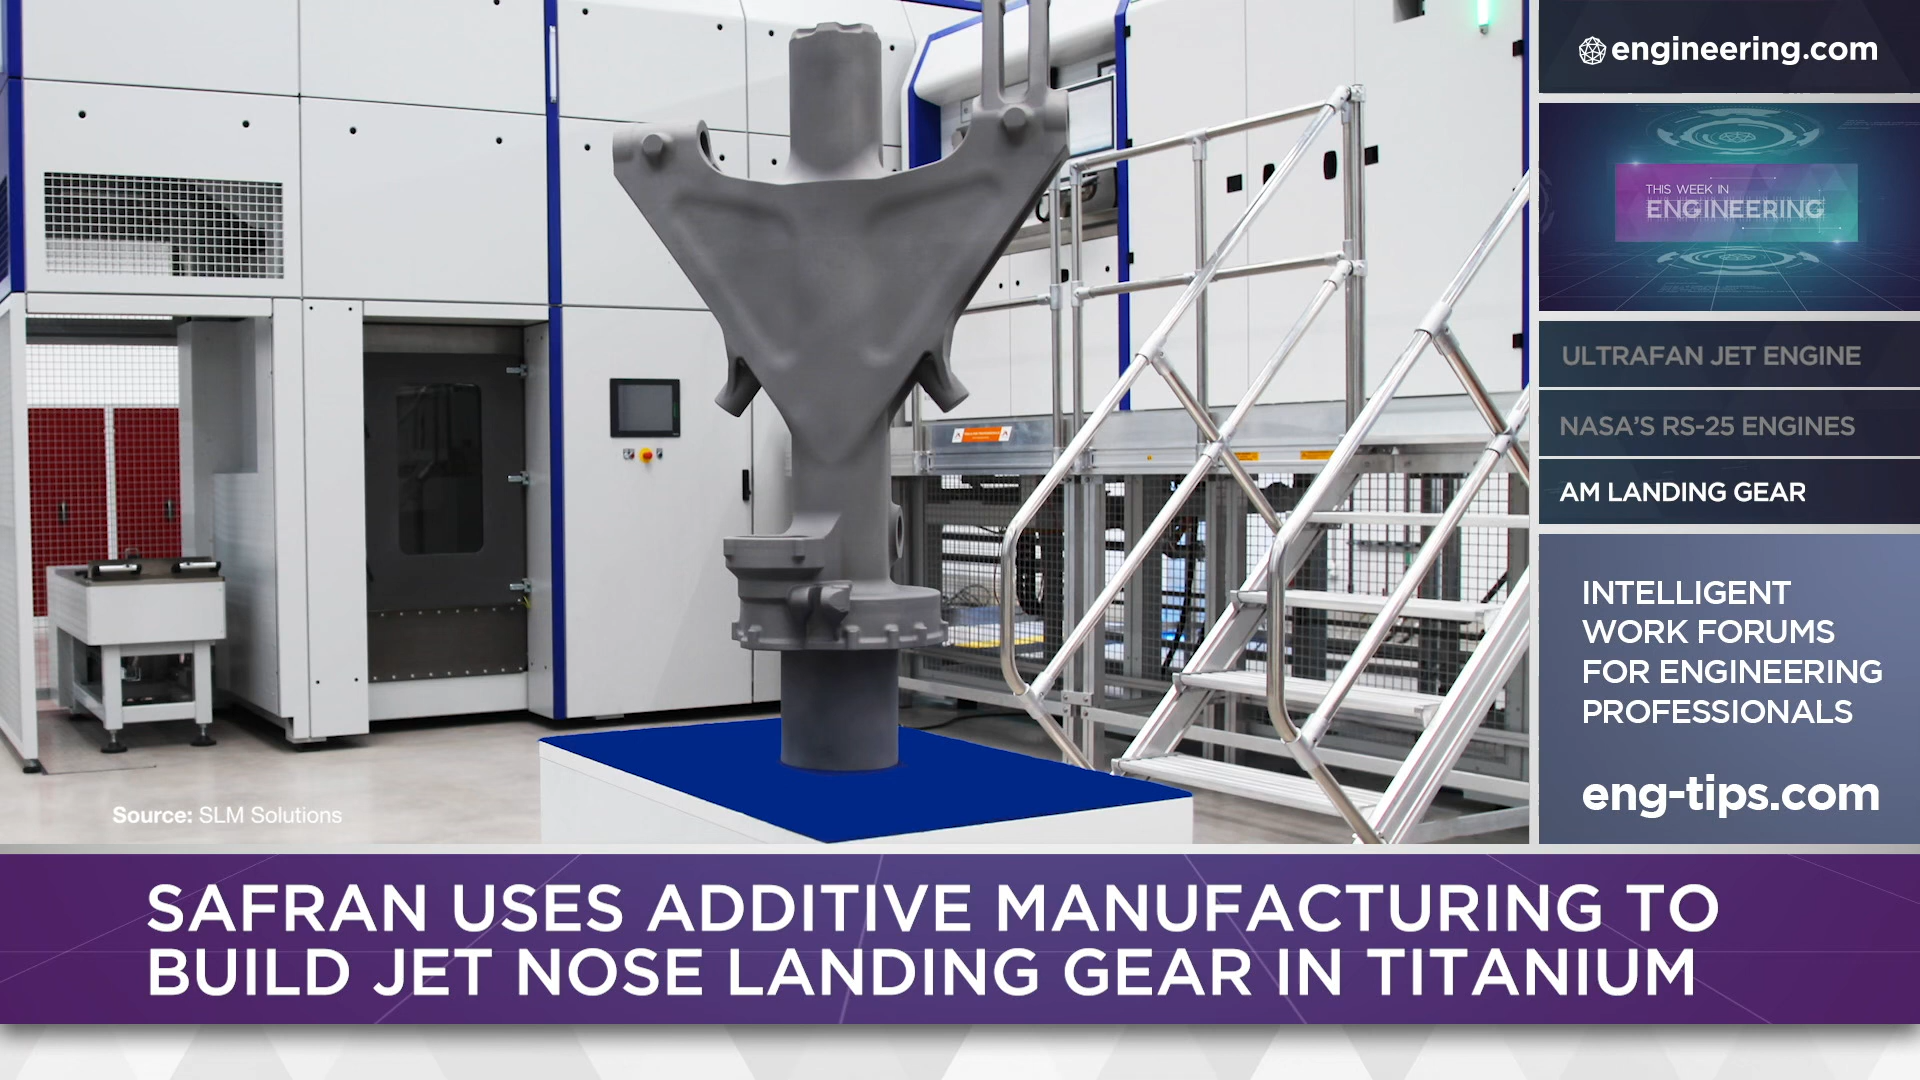 engineering.com
THIS WEEK IN
ENGINEERING
ULTRAFAN JET ENGINE
NASA'S RS-25 ENGINES
AM LANDING GEAR
INTELLIGENT
WORK FORUMS
FOR ENGINEERING
PROFESSIONALS
eng-tips.com
Source: SLM Solutions
SAFRAN USES ADDITIVE MANUFACTURING TO
BUILD JET NOSE LANDING GEAR IN TITANIUM